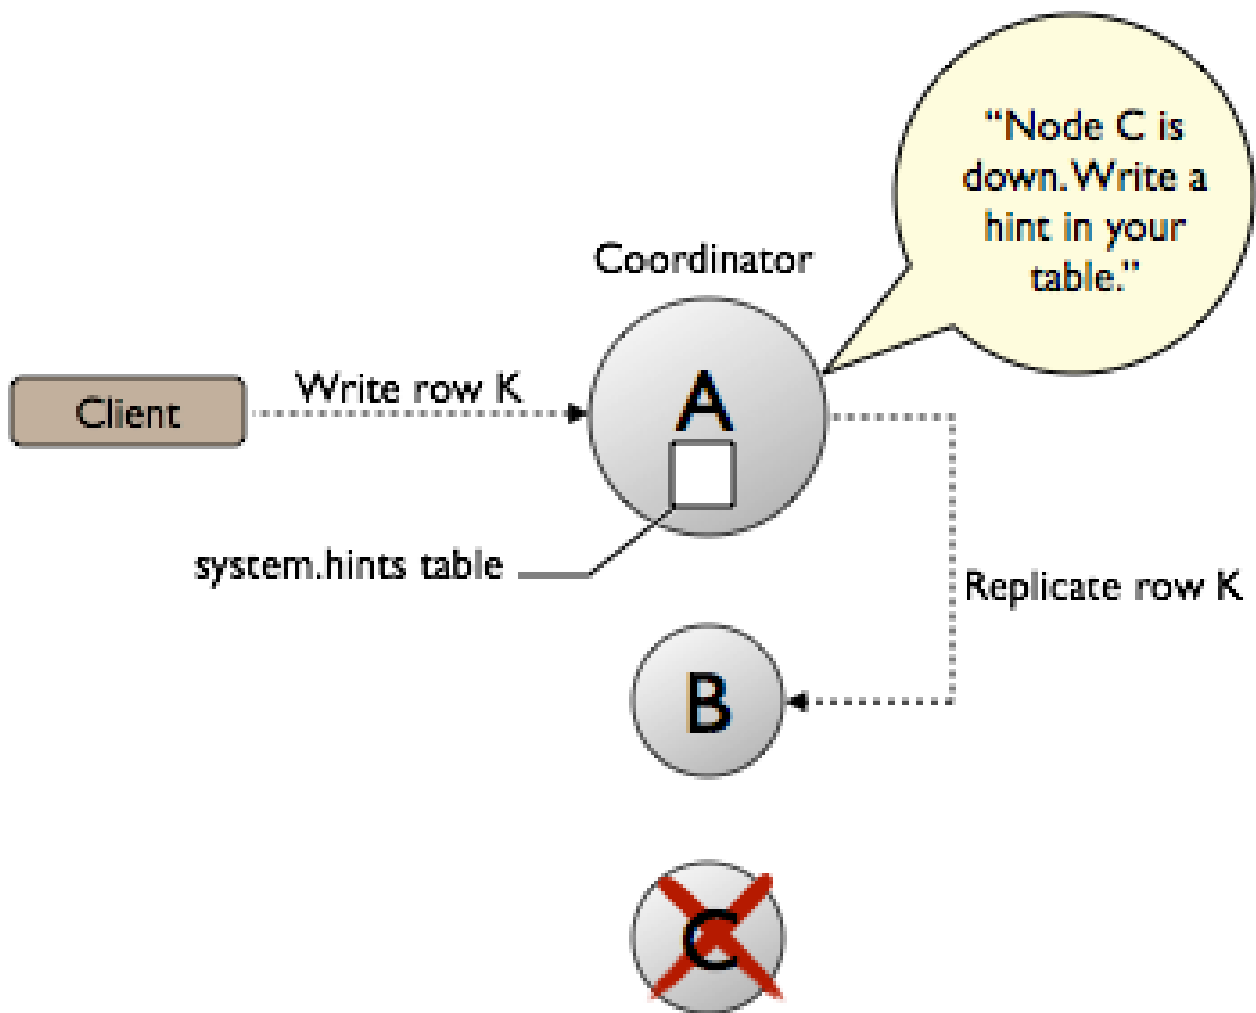 “Node C is
down. Write a
hint in your
table.”
Coordinator
Client
Write row K
A
system.hints table
Replicate row K
B
C